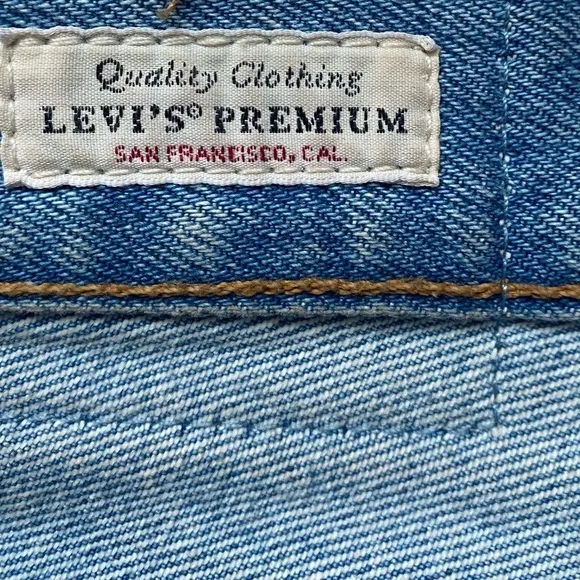 Quality Clothing
LEVI'S® PREMIUM
SAN FRANCISCO, CAL.